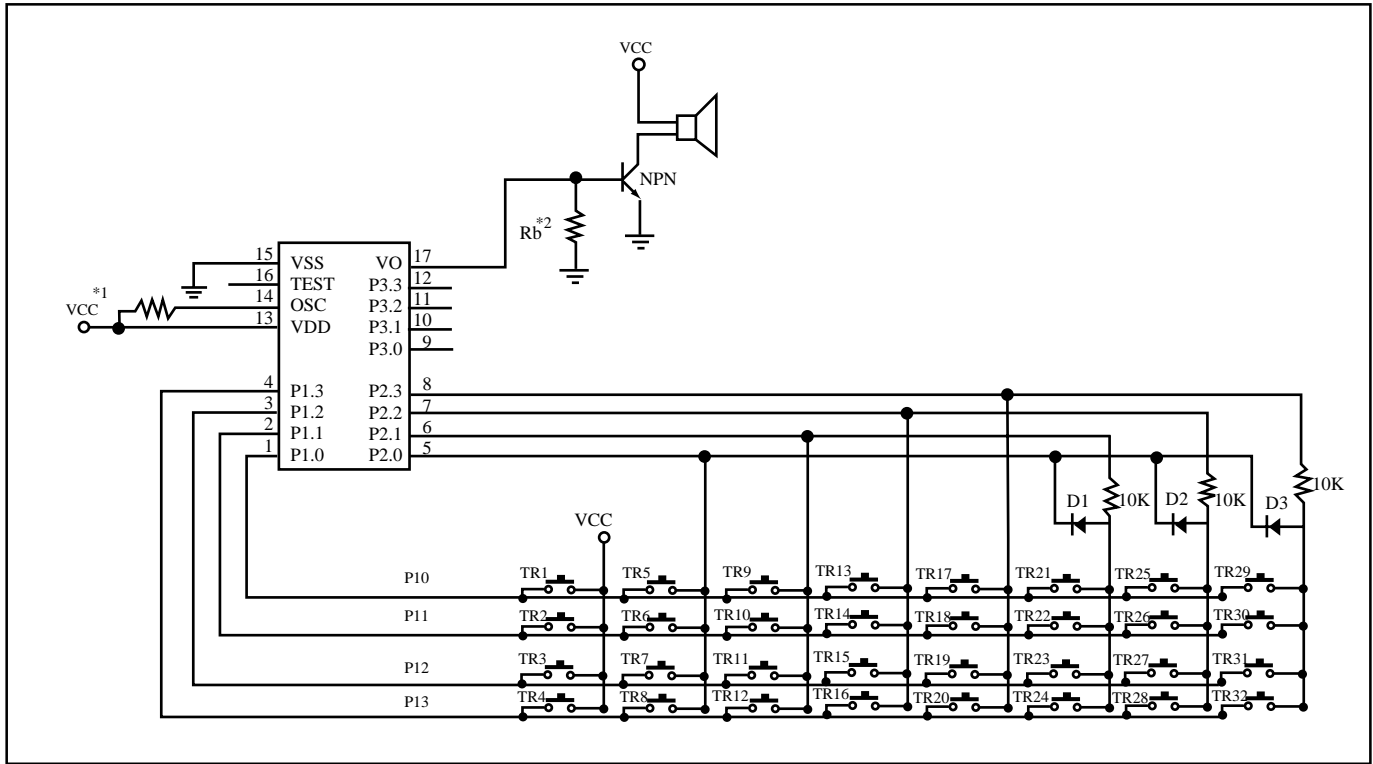 VCC
NPN
Rb*2
15 VSS VO 17
16 TEST P3.3 12
*1
14 OSC P3.2 11
VCC
13 VDD P3.1 10
P3.0 9
4 P1.3 P2.3 8
3 P1.2 P2.2 7
2 P1.1 P2.1 6
1 P1.0 P2.0 5
D1 10K D2 10K D3 10K
VCC
P10 TR1 TR5 TR9 TR13 TR17 TR21 TR25 TR29
P11 TR2 TR6 TR10 TR14 TR18 TR22 TR26 TR30
P12 TR3 TR7 TR11 TR15 TR19 TR23 TR27 TR31
P13 TR4 TR8 TR12 TR16 TR20 TR24 TR28 TR32